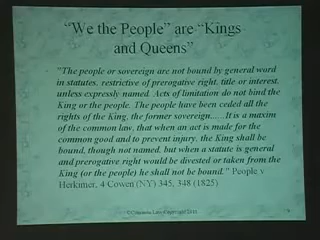 "We the People" are "Kings
and Queens"
"The people or sovereign are not bound by general word
in statutes, restrictive of prerogative right, title or interest,
unless expressly named. Acts of limitation do not bind the
King or the people. The people have been ceded all the
rights of the King, the former sovereign......It is a maxim
of the common law, that when an act is made for the
common good and to prevent injury, the King shall be
bound, though not named, but when a statute is general
and prerogative right would be divested or taken from the
King (or the people) he shall not be bound." People v
Herkimer, 4 Cowen (NY) 345, 348 (1825)
Copyright